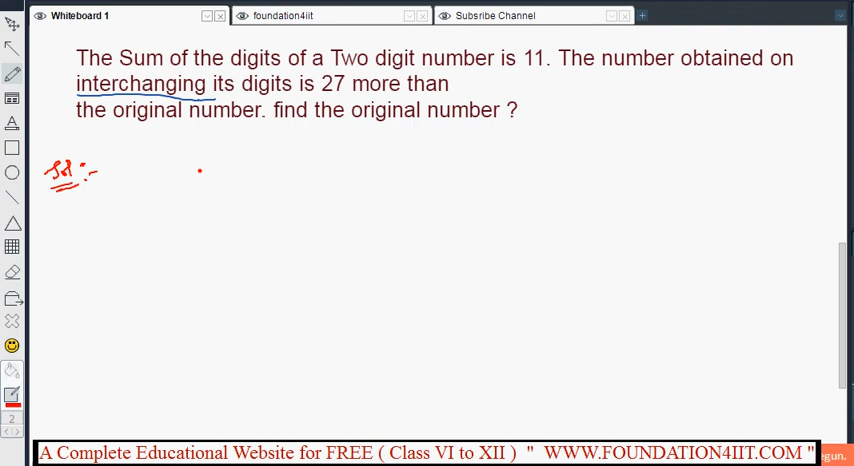 Whiteboard 1
foundation4iit
Subsribe Channel
The Sum of the digits of a Two digit number is 11. The number obtained on
interchanging its digits is 27 more than
the original number. find the original number ?
Sol :-
2
A Complete Educational Website for FREE ( Class VI to XII ) " WWW.FOUNDATION4IIT.COM "
egun.